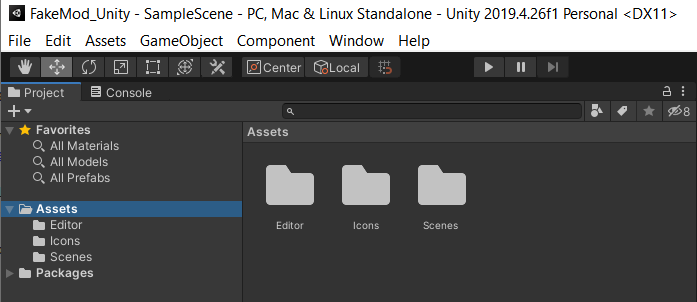 FakeMod_Unity - SampleScene - PC, Mac & Linux Standalone - Unity 2019.4.26f1 Personal <DX11>
File Edit Assets GameObject Component Window Help
Center Local
Project Console
8
Favorites
All Materials
All Models
All Prefabs
Assets
Editor
Icons
Scenes
Packages
Assets
Editor Icons Scenes